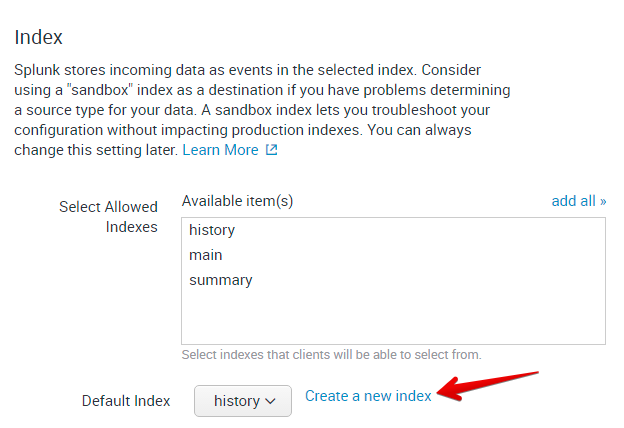 Index
Splunk stores incoming data as events in the selected index. Consider
using a "sandbox" index as a destination if you have problems determining
a source type for your data. A sandbox index lets you troubleshoot your
configuration without impacting production indexes. You can always
change this setting later. Learn More
Select Allowed
Indexes
Available item(s)
add all »
history
main
summary
Select indexes that clients will be able to select from.
Default Index
history
Create a new index